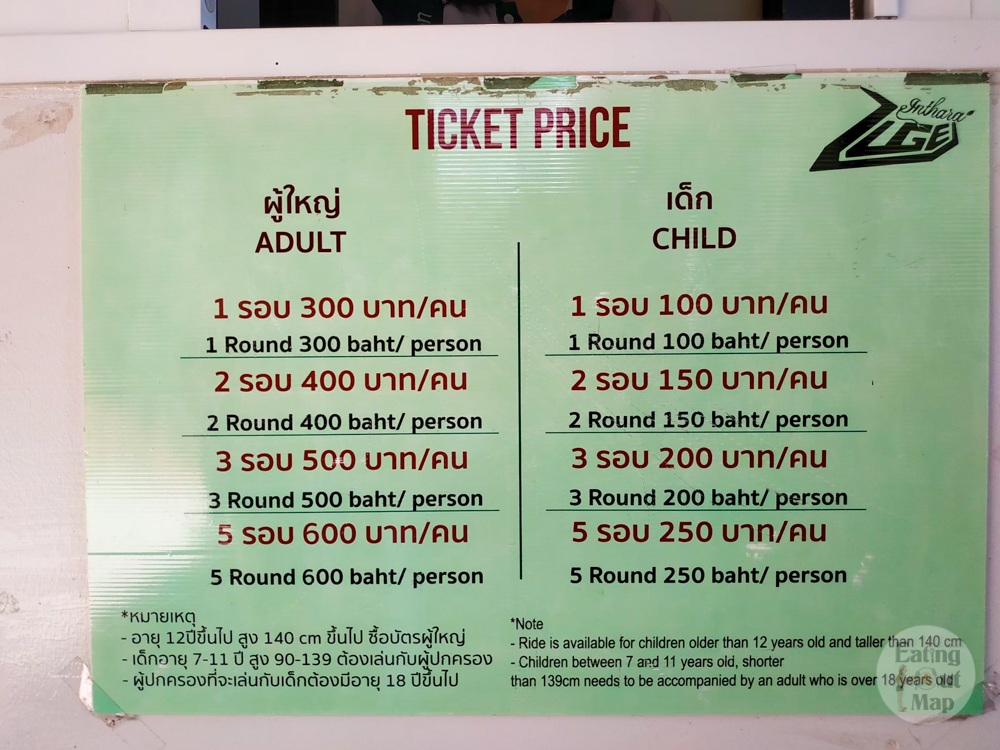 TICKET PRICE
Inthara
LGE
ผู้ใหญ่
ADULT
1 รอบ 300 บาท/คน
1 Round 300 baht/ person
2 รอบ 400 บาท/คน
2 Round 400 baht/ person
3 รอบ 500 บาท/คน
3 Round 500 baht/ person
5 รอบ 600 บาท/คน
5 Round 600 baht/ person
เด็ก
CHILD
1 รอบ 100 บาท/คน
1 Round 100 baht/ person
2 รอบ 150 บาท/คน
2 Round 150 baht/ person
3 รอบ 200 บาท/คน
3 Round 200 baht/ person
5 รอบ 250 บาท/คน
5 Round 250 baht/ person
*หมายเหตุ
- อายุ 12ปีขึ้นไป สูง 140 cm ขึ้นไป ซื้อบัตรผู้ใหญ่
- เด็กอายุ 7-11 ปี สูง 90-139 ต้องเล่นกับผู้ปกครอง
- ผู้ปกครองที่จะเล่นกับเด็กต้องมีอายุ 18 ปีขึ้นไป
*Note
- Ride is available for children older than 12 years old and taller than 140 cm
- Children between 7 and 11 years old, shorter
than 139cm needs to be accompanied by an adult who is over 18 years old
Eating
Out
Map